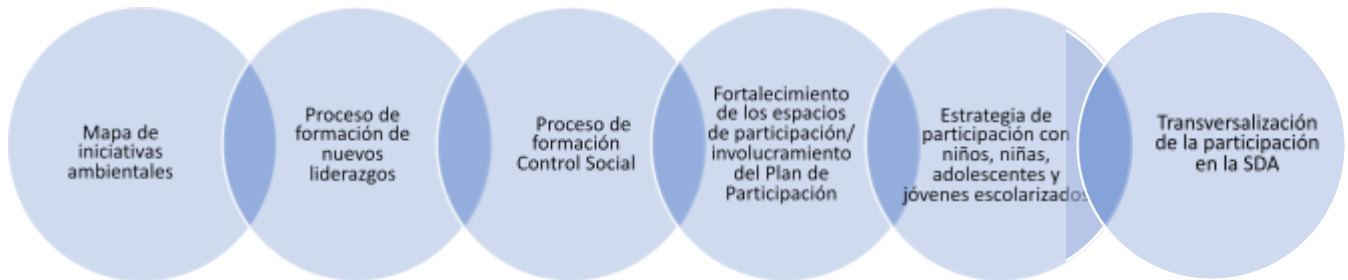 Mapa de
iniciativas
ambientales
Proceso de
formación de
nuevos
liderazgos
Proceso de
formación
Control Social
Fortalecimiento
de los espacios
de participación/
involucramiento
del Plan de
Participación
Estrategia de
participación con
niños, niñas,
adolescentes y
jóvenes escolarizados
Transversalización
de la participación
en la SDA